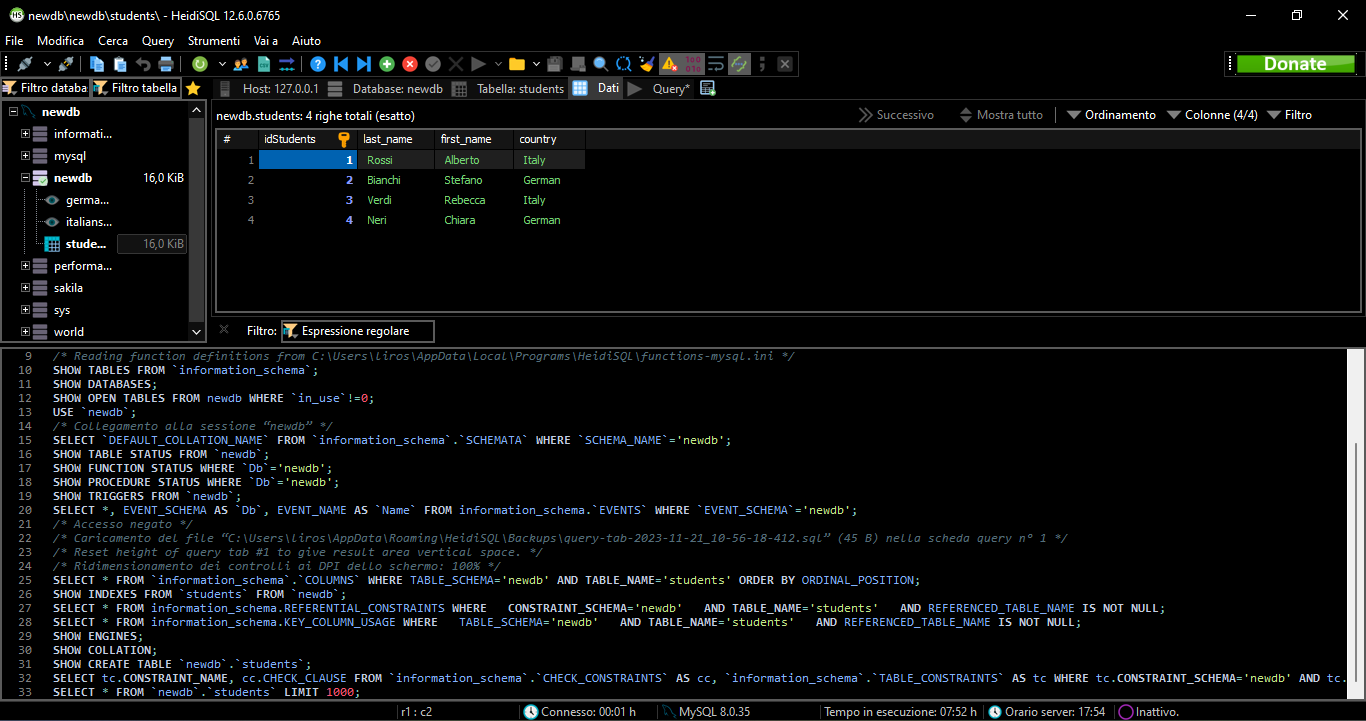 newdb\newdb\students\ - HeidiSQL 12.6.0.6765
File Modifica Cerca Query Strumenti Vai a Aiuto
Donate
Filtro databa Filtro tabella
Host: 127.0.0.1 Database: newdb Tabella: students Dati Query*
newdb
informati...
mysql
newdb 16,0 KiB
germa...
italians...
stude... 16,0 KiB
performa...
sakila
sys
world
newdb.students: 4 righe totali (esatto) Successivo Mostra tutto Ordinamento Colonne (4/4) Filtro
# idStudents last_name first_name country
1 1 Rossi Alberto Italy
2 2 Bianchi Stefano German
3 3 Verdi Rebecca Italy
4 4 Neri Chiara German
Filtro: Espressione regolare
9 /* Reading function definitions from C:\Users\liros\AppData\Local\Programs\HeidiSQL\functions-mysql.ini */
10 SHOW TABLES FROM `information_schema`;
11 SHOW DATABASES;
12 SHOW OPEN TABLES FROM newdb WHERE `in_use`!=0;
13 USE `newdb`;
14 /* Collegamento alla sessione “newdb” */
15 SELECT `DEFAULT_COLLATION_NAME` FROM `information_schema`.`SCHEMATA` WHERE `SCHEMA_NAME`='newdb';
16 SHOW TABLE STATUS FROM `newdb`;
17 SHOW FUNCTION STATUS WHERE `Db`='newdb';
18 SHOW PROCEDURE STATUS WHERE `Db`='newdb';
19 SHOW TRIGGERS FROM `newdb`;
20 SELECT *, EVENT_SCHEMA AS `Db`, EVENT_NAME AS `Name` FROM information_schema.`EVENTS` WHERE `EVENT_SCHEMA`='newdb';
21 /* Accesso negato */
22 /* Caricamento del file “C:\Users\liros\AppData\Roaming\HeidiSQL\Backups\query-tab-2023-11-21_10-56-18-412.sql” (45 B) nella scheda query n° 1 */
23 /* Reset height of query tab #1 to give result area vertical space. */
24 /* Ridimensionamento dei controlli ai DPI dello schermo: 100% */
25 SELECT * FROM `information_schema`.`COLUMNS` WHERE TABLE_SCHEMA='newdb' AND TABLE_NAME='students' ORDER BY ORDINAL_POSITION;
26 SHOW INDEXES FROM `students` FROM `newdb`;
27 SELECT * FROM information_schema.REFERENTIAL_CONSTRAINTS WHERE CONSTRAINT_SCHEMA='newdb' AND TABLE_NAME='students' AND REFERENCED_TABLE_NAME IS NOT NULL;
28 SELECT * FROM information_schema.KEY_COLUMN_USAGE WHERE TABLE_SCHEMA='newdb' AND TABLE_NAME='students' AND REFERENCED_TABLE_NAME IS NOT NULL;
29 SHOW ENGINES;
30 SHOW COLLATION;
31 SHOW CREATE TABLE `newdb`.`students`;
32 SELECT tc.CONSTRAINT_NAME, cc.CHECK_CLAUSE FROM `information_schema`.`CHECK_CONSTRAINTS` AS cc, `information_schema`.`TABLE_CONSTRAINTS` AS tc WHERE tc.CONSTRAINT_SCHEMA='newdb' AND tc.
33 SELECT * FROM `newdb`.`students` LIMIT 1000;
r1 : c2 Connesso: 00:01 h MySQL 8.0.35 Tempo in esecuzione: 07:52 h Orario server: 17:54 Inattivo.